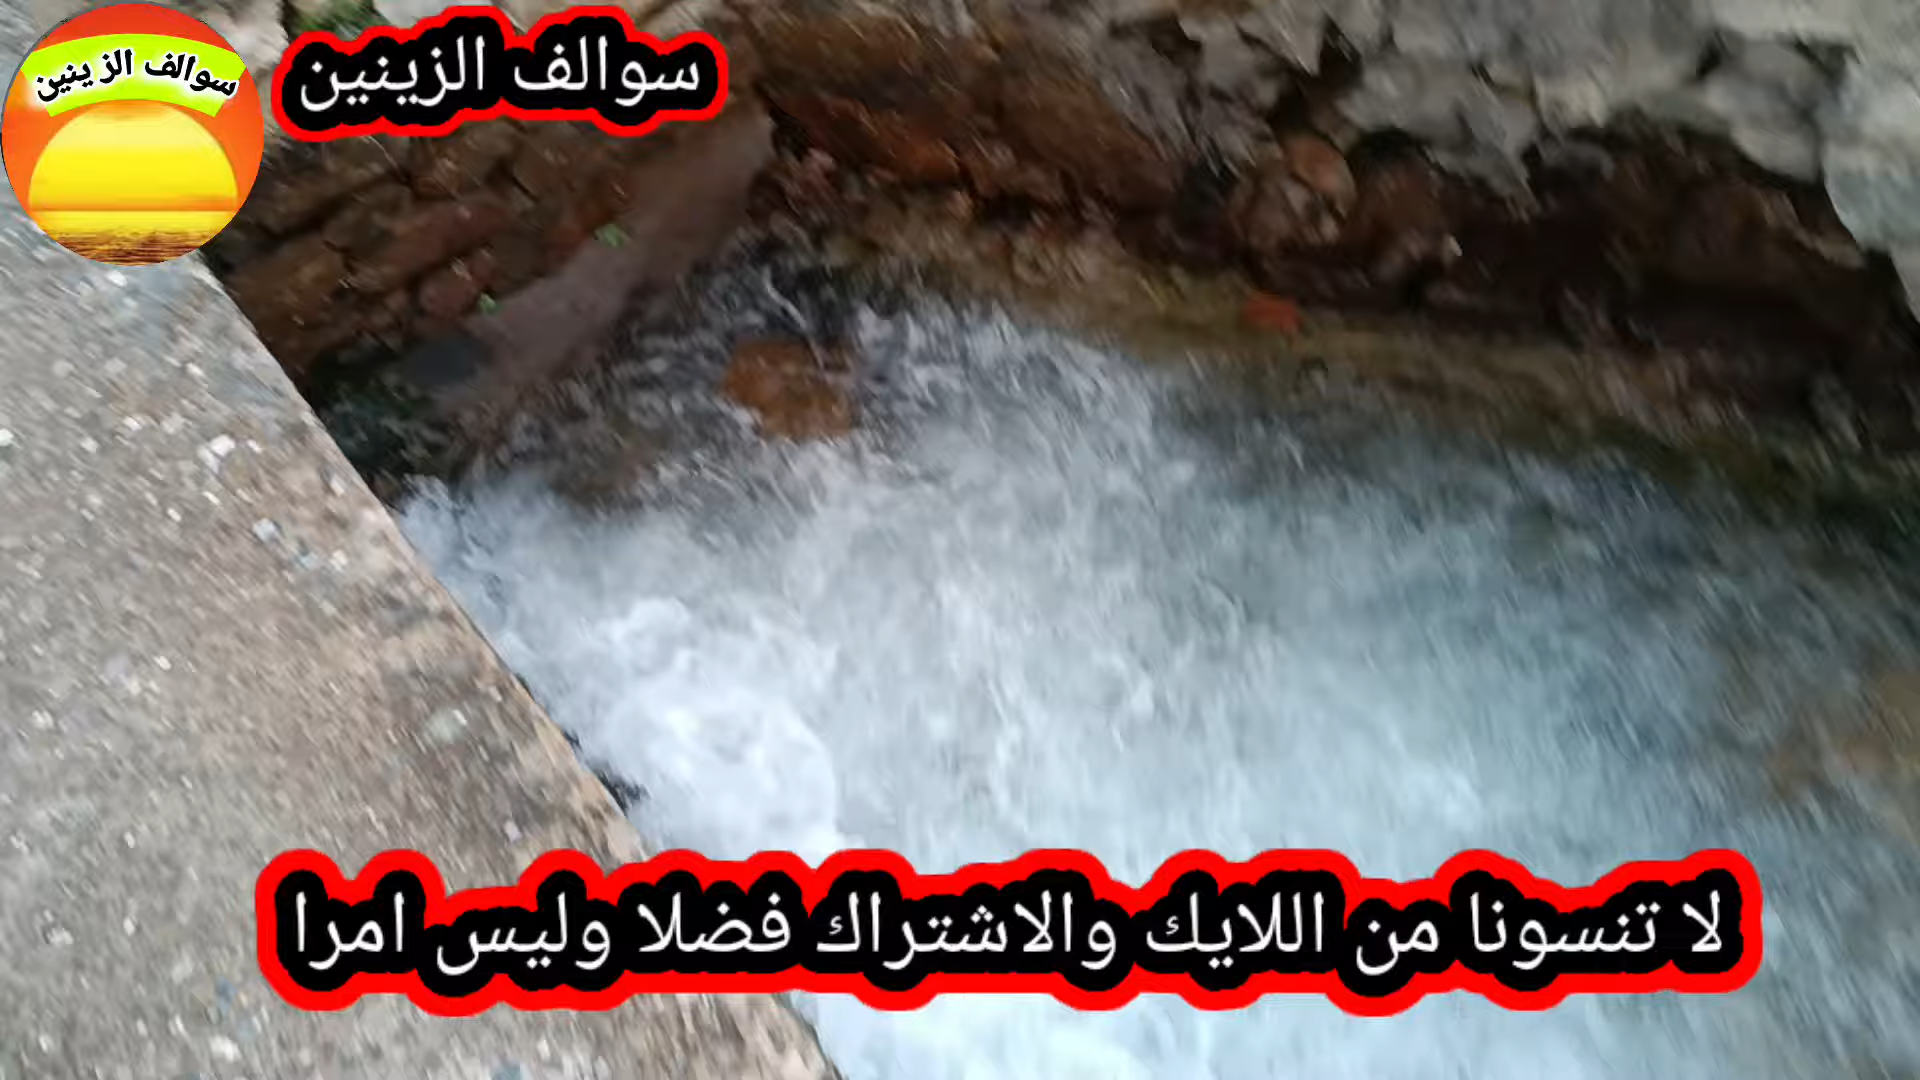 سوالف الزينين
سوالف الزينين
لا تنسونا من اللايك والاشتراك فضلا وليس امرا